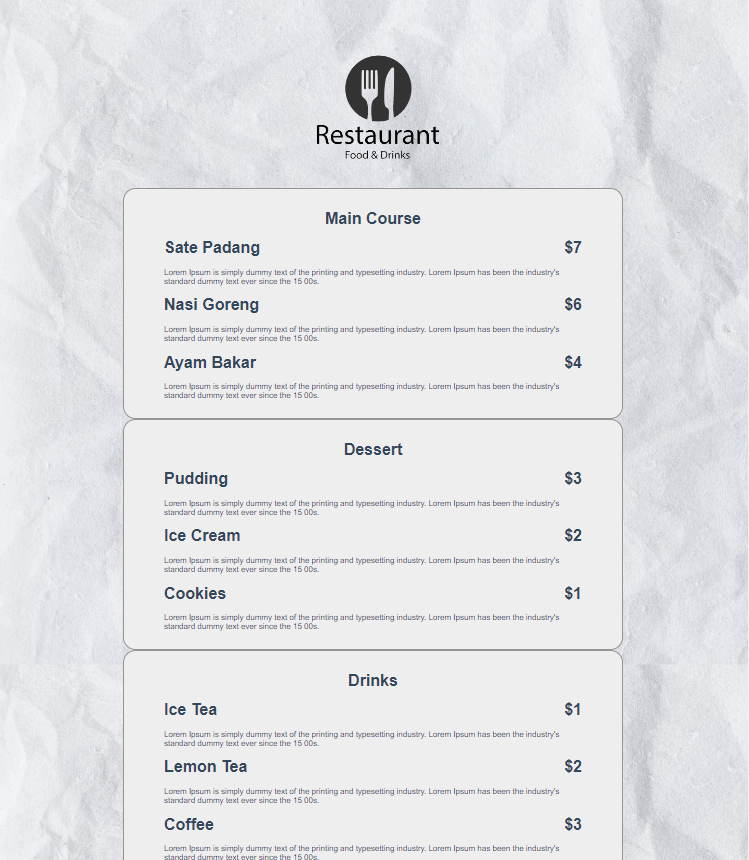 Restaurant
Food & Drinks
Main Course
Sate Padang $7
Lorem Ipsum is simply dummy text of the printing and typesetting industry. Lorem Ipsum has been the industry's
standard dummy text ever since the 15 00s.
Nasi Goreng $6
Lorem Ipsum is simply dummy text of the printing and typesetting industry. Lorem Ipsum has been the industry's
standard dummy text ever since the 15 00s.
Ayam Bakar $4
Lorem Ipsum is simply dummy text of the printing and typesetting industry. Lorem Ipsum has been the industry's
standard dummy text ever since the 15 00s.
Dessert
Pudding $3
Lorem Ipsum is simply dummy text of the printing and typesetting industry. Lorem Ipsum has been the industry's
standard dummy text ever since the 15 00s.
Ice Cream $2
Lorem Ipsum is simply dummy text of the printing and typesetting industry. Lorem Ipsum has been the industry's
standard dummy text ever since the 15 00s.
Cookies $1
Lorem Ipsum is simply dummy text of the printing and typesetting industry. Lorem Ipsum has been the industry's
standard dummy text ever since the 15 00s.
Drinks
Ice Tea $1
Lorem Ipsum is simply dummy text of the printing and typesetting industry. Lorem Ipsum has been the industry's
standard dummy text ever since the 15 00s.
Lemon Tea $2
Lorem Ipsum is simply dummy text of the printing and typesetting industry. Lorem Ipsum has been the industry's
standard dummy text ever since the 15 00s.
Coffee $3
Lorem Ipsum is simply dummy text of the printing and typesetting industry. Lorem Ipsum has been the industry's
standard dummy text ever since the 15 00s.